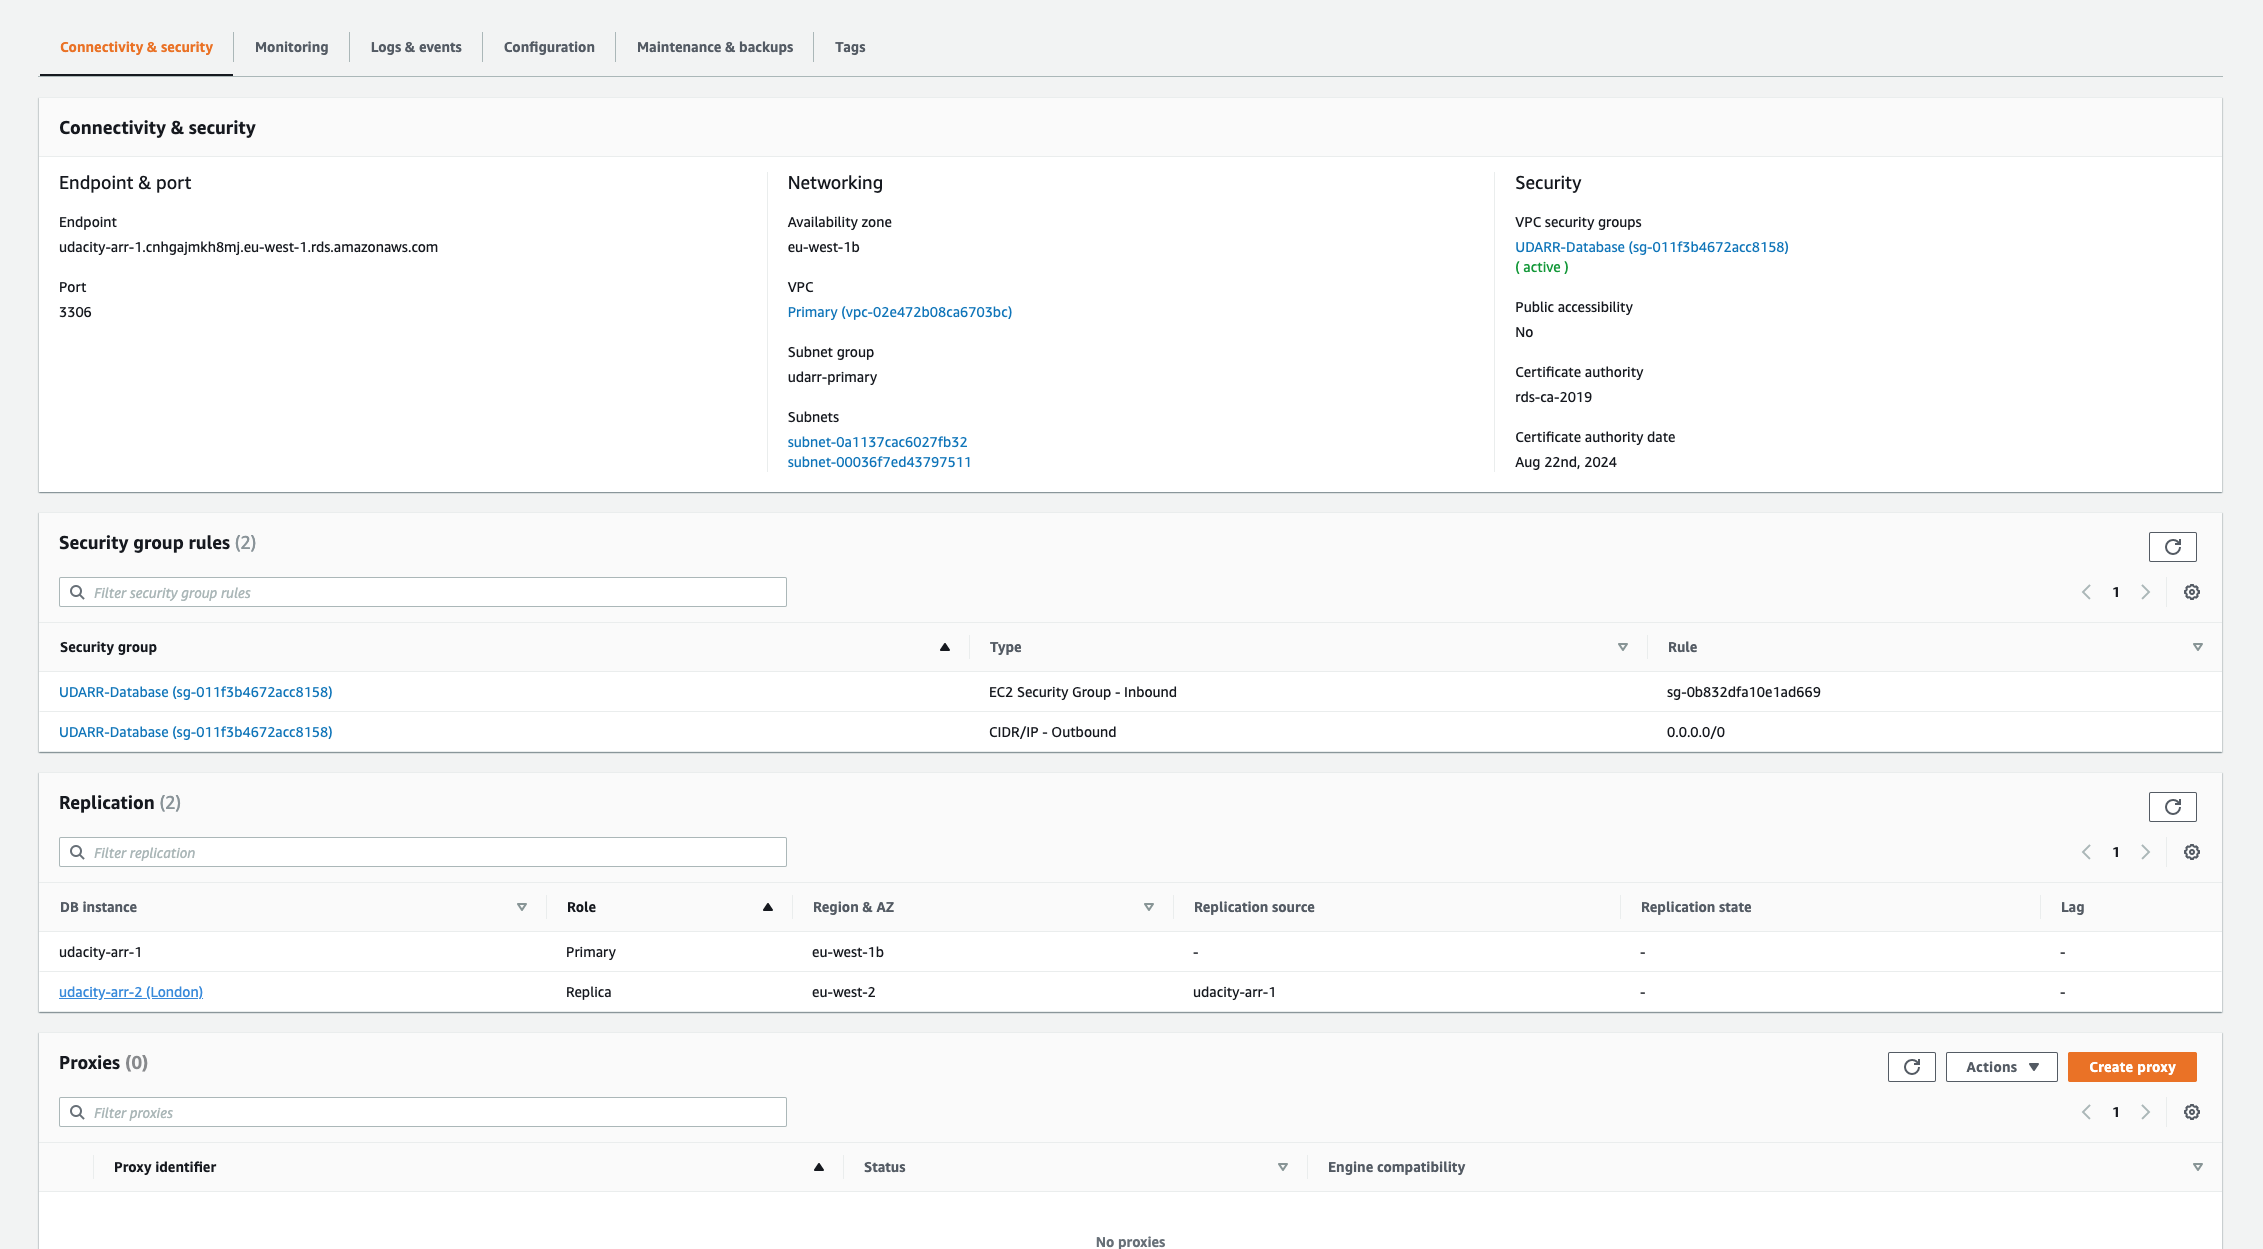 Connectivity & security
Monitoring
Logs & events
Configuration
Maintenance & backups
Tags
Connectivity & security
Endpoint & port
Endpoint
udacity-arr-1.cnhgajmkh8mj.eu-west-1.rds.amazonaws.com
Port
3306
Networking
Availability zone
eu-west-1b
VPC
Primary (vpc-02e472b08ca6703bc)
Subnet group
udarr-primary
Subnets
subnet-0a1137cac6027fb32
subnet-00036f7ed43797511
Security
VPC security groups
UDARR-Database (sg-011f3b4672acc8158)
( active )
Public accessibility
No
Certificate authority
rds-ca-2019
Certificate authority date
Aug 22nd, 2024
Security group rules (2)
Filter security group rules
1
Security group Type Rule
UDARR-Database (sg-011f3b4672acc8158) EC2 Security Group - Inbound sg-0b832dfa10e1ad669
UDARR-Database (sg-011f3b4672acc8158) CIDR/IP - Outbound 0.0.0.0/0
Replication (2)
Filter replication
1
DB instance Role Region & AZ Replication source Replication state Lag
udacity-arr-1 Primary eu-west-1b - - -
udacity-arr-2 (London) Replica eu-west-2 udacity-arr-1 - -
Proxies (0)
Actions
Create proxy
Filter proxies
1
Proxy identifier Status Engine compatibility
No proxies